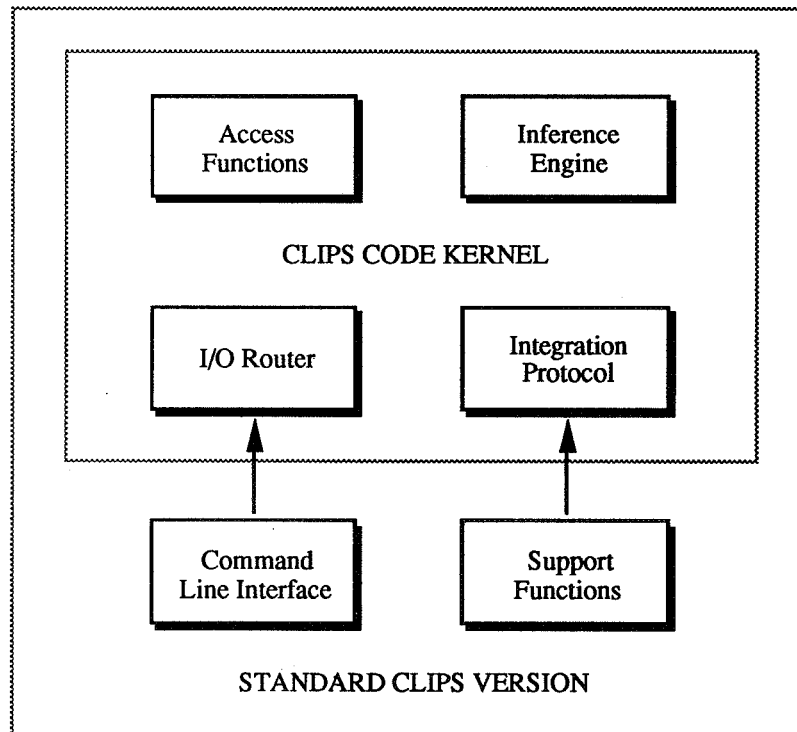 Access
Functions
Inference
Engine
CLIPS CODE KERNEL
I/O Router
Integration
Protocol
Command
Line Interface
Support
Functions
STANDARD CLIPS VERSION